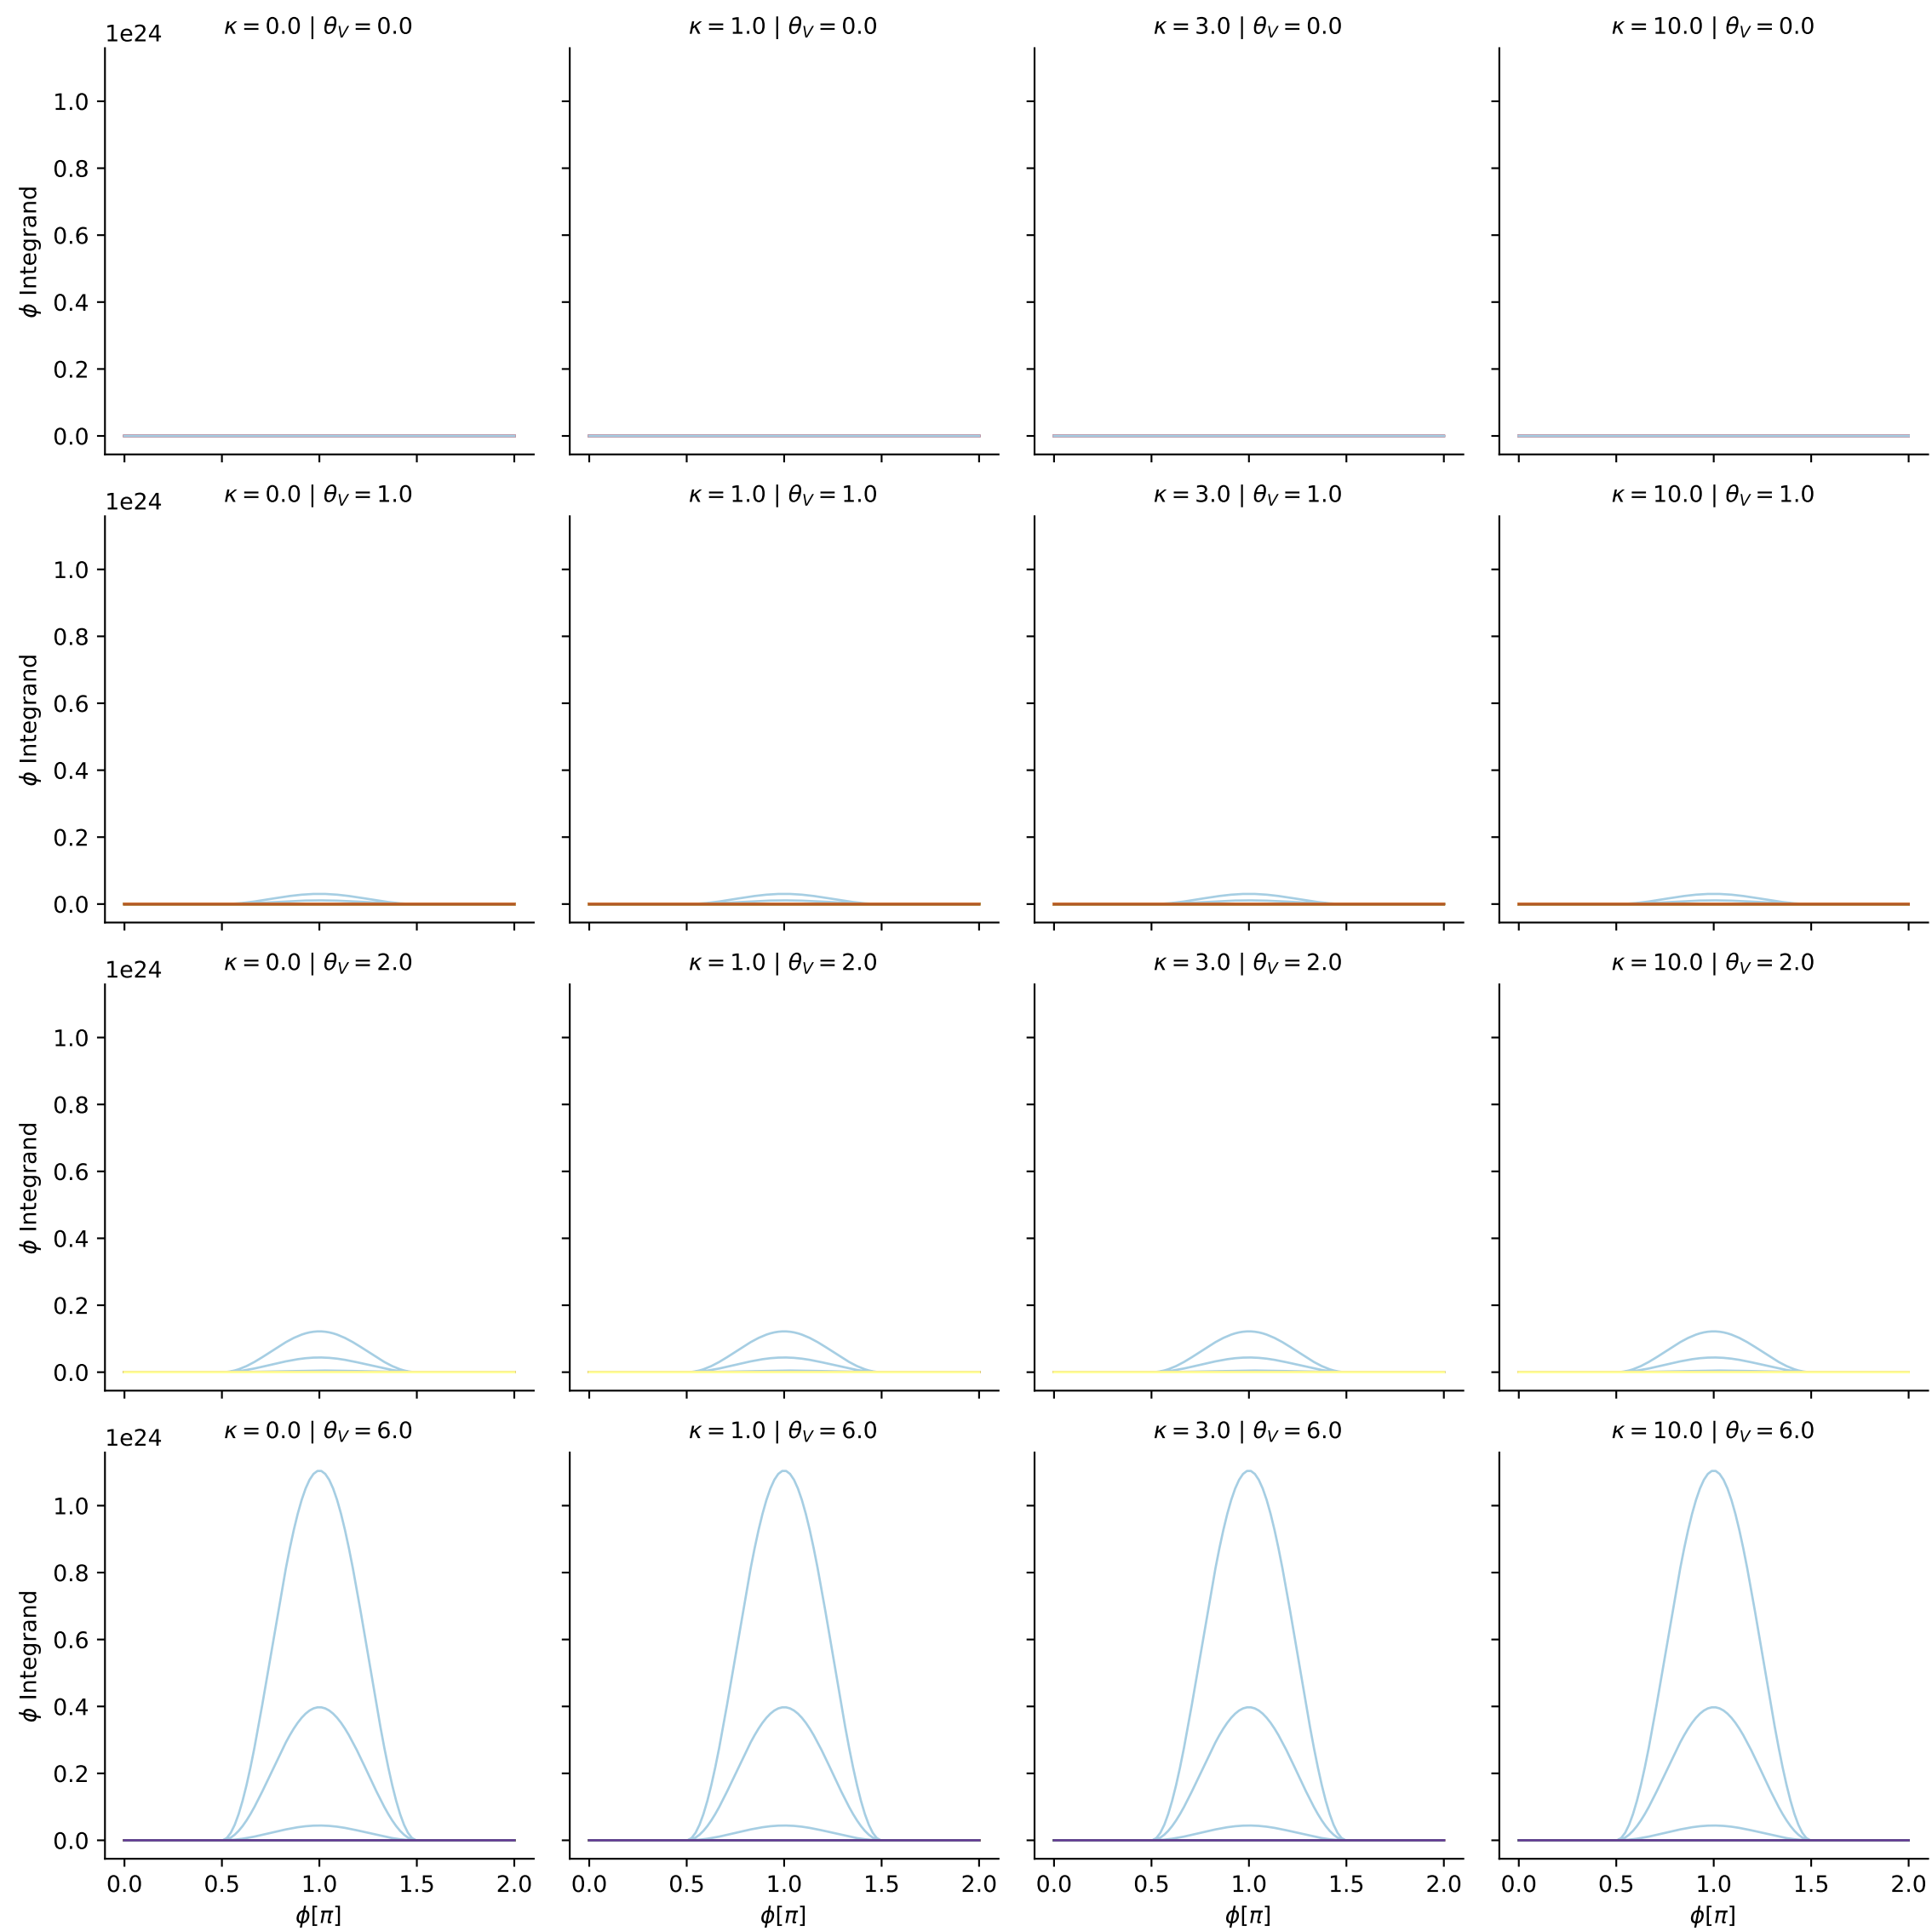 κ = 0.0 | θ_V = 0.0 κ = 1.0 | θ_V = 0.0 κ = 3.0 | θ_V = 0.0 κ = 10.0 | θ_V = 0.0
1e24
1.0
0.8
0.6
0.4
0.2
0.0
ϕ Integrand
κ = 0.0 | θ_V = 1.0 κ = 1.0 | θ_V = 1.0 κ = 3.0 | θ_V = 1.0 κ = 10.0 | θ_V = 1.0
1e24
1.0
0.8
0.6
0.4
0.2
0.0
ϕ Integrand
κ = 0.0 | θ_V = 2.0 κ = 1.0 | θ_V = 2.0 κ = 3.0 | θ_V = 2.0 κ = 10.0 | θ_V = 2.0
1e24
1.0
0.8
0.6
0.4
0.2
0.0
ϕ Integrand
κ = 0.0 | θ_V = 6.0 κ = 1.0 | θ_V = 6.0 κ = 3.0 | θ_V = 6.0 κ = 10.0 | θ_V = 6.0
1e24
1.0
0.8
0.6
0.4
0.2
0.0
ϕ Integrand
0.0 0.5 1.0 1.5 2.0 0.0 0.5 1.0 1.5 2.0 0.0 0.5 1.0 1.5 2.0 0.0 0.5 1.0 1.5 2.0
ϕ[π] ϕ[π] ϕ[π] ϕ[π]